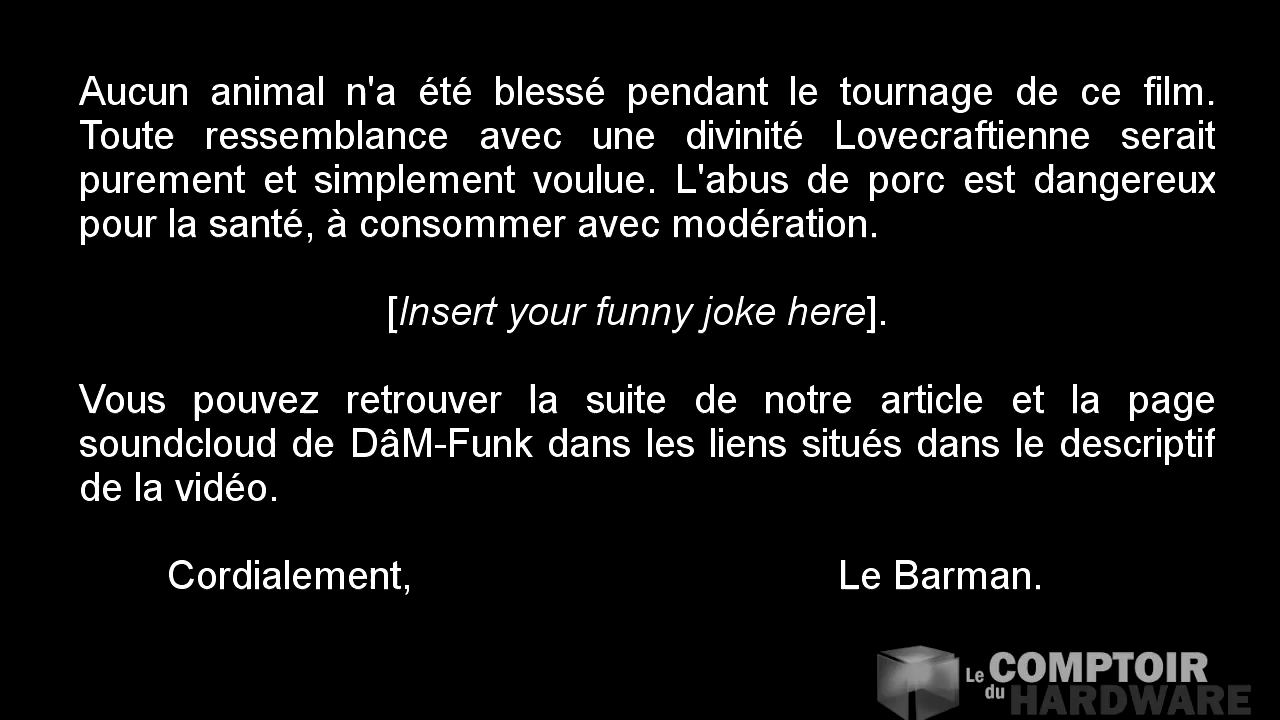 Aucun animal n'a été blessé pendant le tournage de ce film.
Toute ressemblance avec une divinité Lovecraftienne serait
purement et simplement voulue. L'abus de porc est dangereux
pour la santé, à consommer avec modération.
[Insert your funny joke here].
Vous pouvez retrouver la suite de notre article et la page
soundcloud de DâM-Funk dans les liens situés dans le descriptif
de la vidéo.
Cordialement, Le Barman.
Le COMPTOIR
du HARDWARE